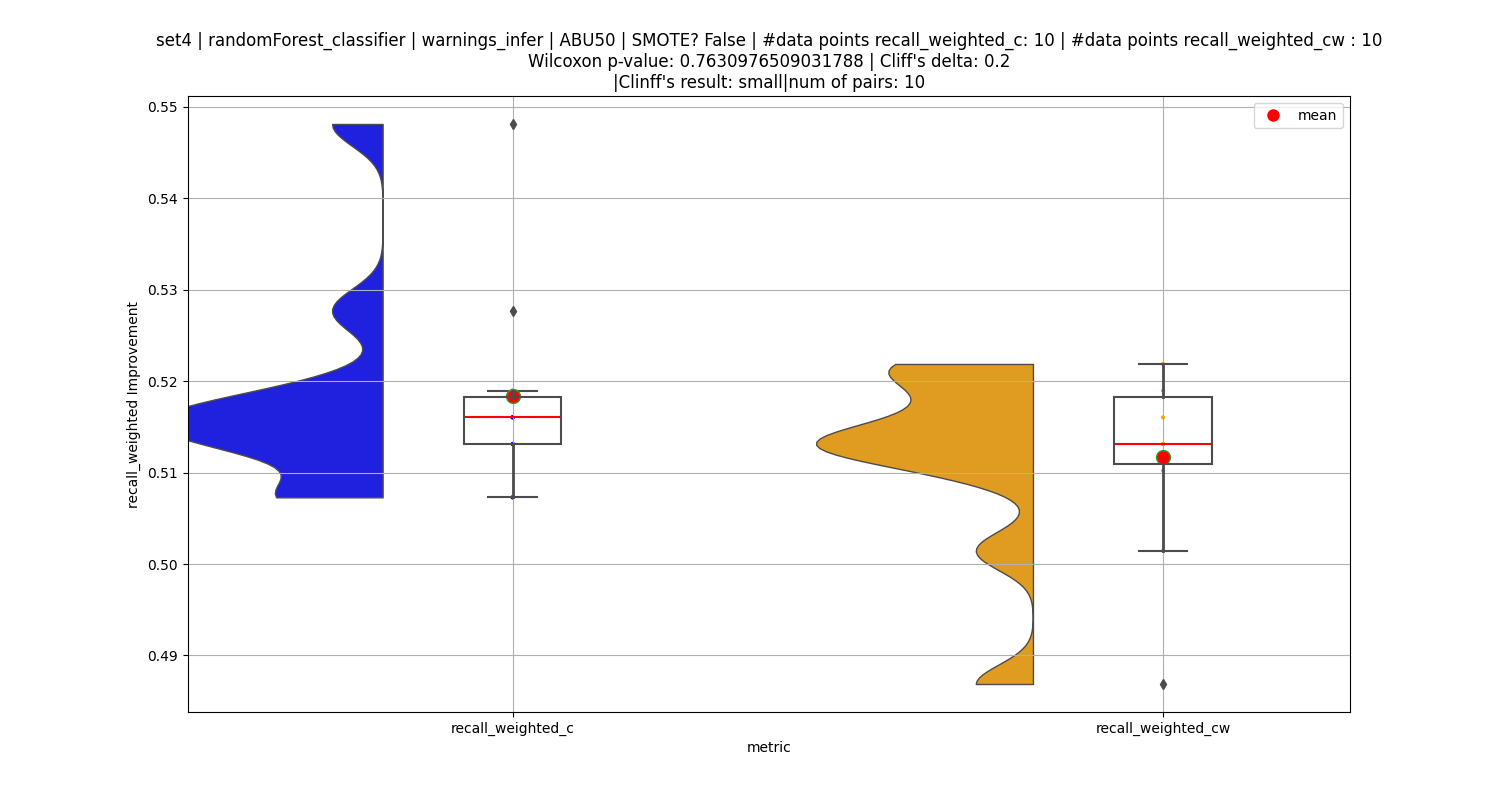 set4 | randomForest_classifier | warnings_infer | ABU50 | SMOTE? False | #data points recall_weighted_c: 10 | #data points recall_weighted_cw : 10
Wilcoxon p-value: 0.7630976509031788 | Cliff's delta: 0.2
|Clinff's result: small|num of pairs: 10
mean
0.55
0.54
0.53
0.52
0.51
0.50
0.49
recall_weighted Improvement
recall_weighted_c
recall_weighted_cw
metric